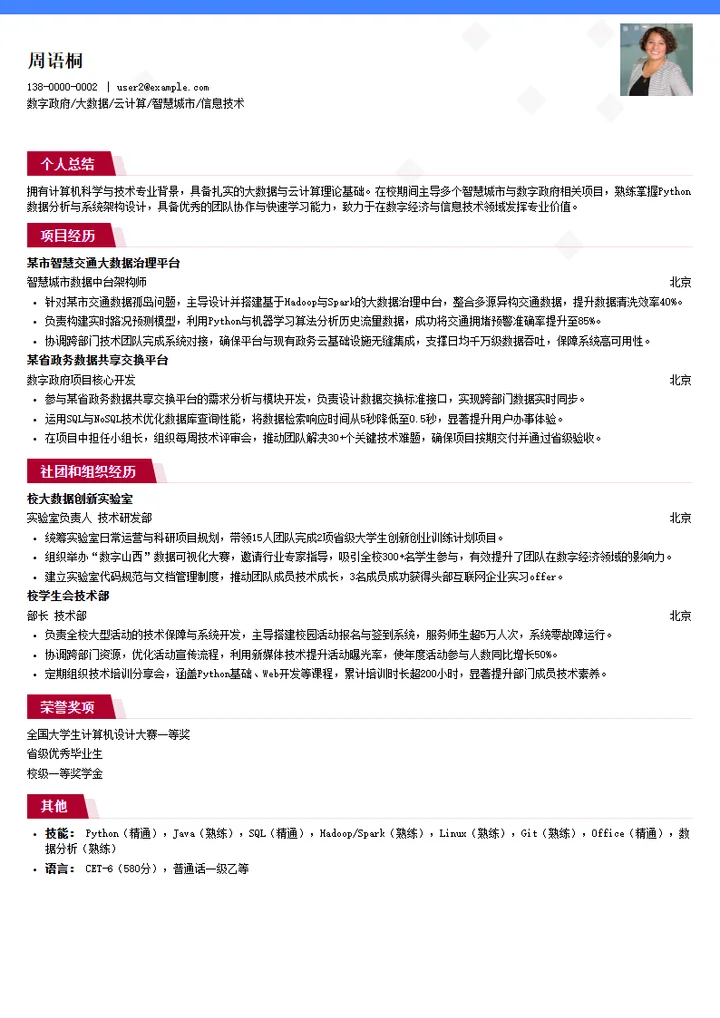 周语桐
138-0000-0002 | user2@example.com
数字政府/大数据/云计算/智慧城市/信息技术
个人总结
拥有计算机科学与技术专业背景，具备扎实的大数据与云计算理论基础。在校期间主导多个智慧城市与数字政府相关项目，熟练掌握Python
数据分析与系统架构设计，具备优秀的团队协作与快速学习能力，致力于在数字经济与信息技术领域发挥专业价值。
项目经历
某市智慧交通大数据治理平台
智慧城市数据中台架构师 北京
• 针对某市交通数据孤岛问题，主导设计并搭建基于Hadoop与Spark的大数据治理中台，整合多源异构交通数据，提升数据清洗效率40%。
• 负责构建实时路况预测模型，利用Python与机器学习算法分析历史流量数据，成功将交通拥堵预警准确率提升至85%。
• 协调跨部门技术团队完成系统对接，确保平台与现有政务云基础设施无缝集成，支撑日均千万级数据吞吐，保障系统高可用性。
某省政务数据共享交换平台
数字政府项目核心开发 北京
• 参与某省政务数据共享交换平台的需求分析与模块开发，负责设计数据交换标准接口，实现跨部门数据实时同步。
• 运用SQL与NoSQL技术优化数据库查询性能，将数据检索响应时间从5秒降低至0.5秒，显著提升用户办事体验。
• 在项目中担任小组长，组织每周技术评审会，推动团队解决30+个关键技术难题，确保项目按期交付并通过省级验收。
社团和组织经历
校大数据创新实验室
实验室负责人 技术研发部 北京
• 统筹实验室日常运营与科研项目规划，带领15人团队完成2项省级大学生创新创业训练计划项目。
• 组织举办“数字山西”数据可视化大赛，邀请行业专家指导，吸引全校300+名学生参与，有效提升了团队在数字经济领域的影响力。
• 建立实验室代码规范与文档管理制度，推动团队成员技术成长，3名成员成功获得头部互联网企业实习offer。
校学生会技术部
部长 技术部 北京
• 负责全校大型活动的技术保障与系统开发，主导搭建校园活动报名与签到系统，服务师生超5万人次，系统零故障运行。
• 协调跨部门资源，优化活动宣传流程，利用新媒体技术提升活动曝光率，使年度活动参与人数同比增长50%。
• 定期组织技术培训分享会，涵盖Python基础、Web开发等课程，累计培训时长超200小时，显著提升部门成员技术素养。
荣誉奖项
全国大学生计算机设计大赛一等奖
省级优秀毕业生
校级一等奖学金
其他
• 技能： Python（精通），Java（熟练），SQL（精通），Hadoop/Spark（熟练），Linux（熟练），Git（熟练），Office（精通），数
据分析（熟练）
• 语言： CET-6（580分），普通话一级乙等